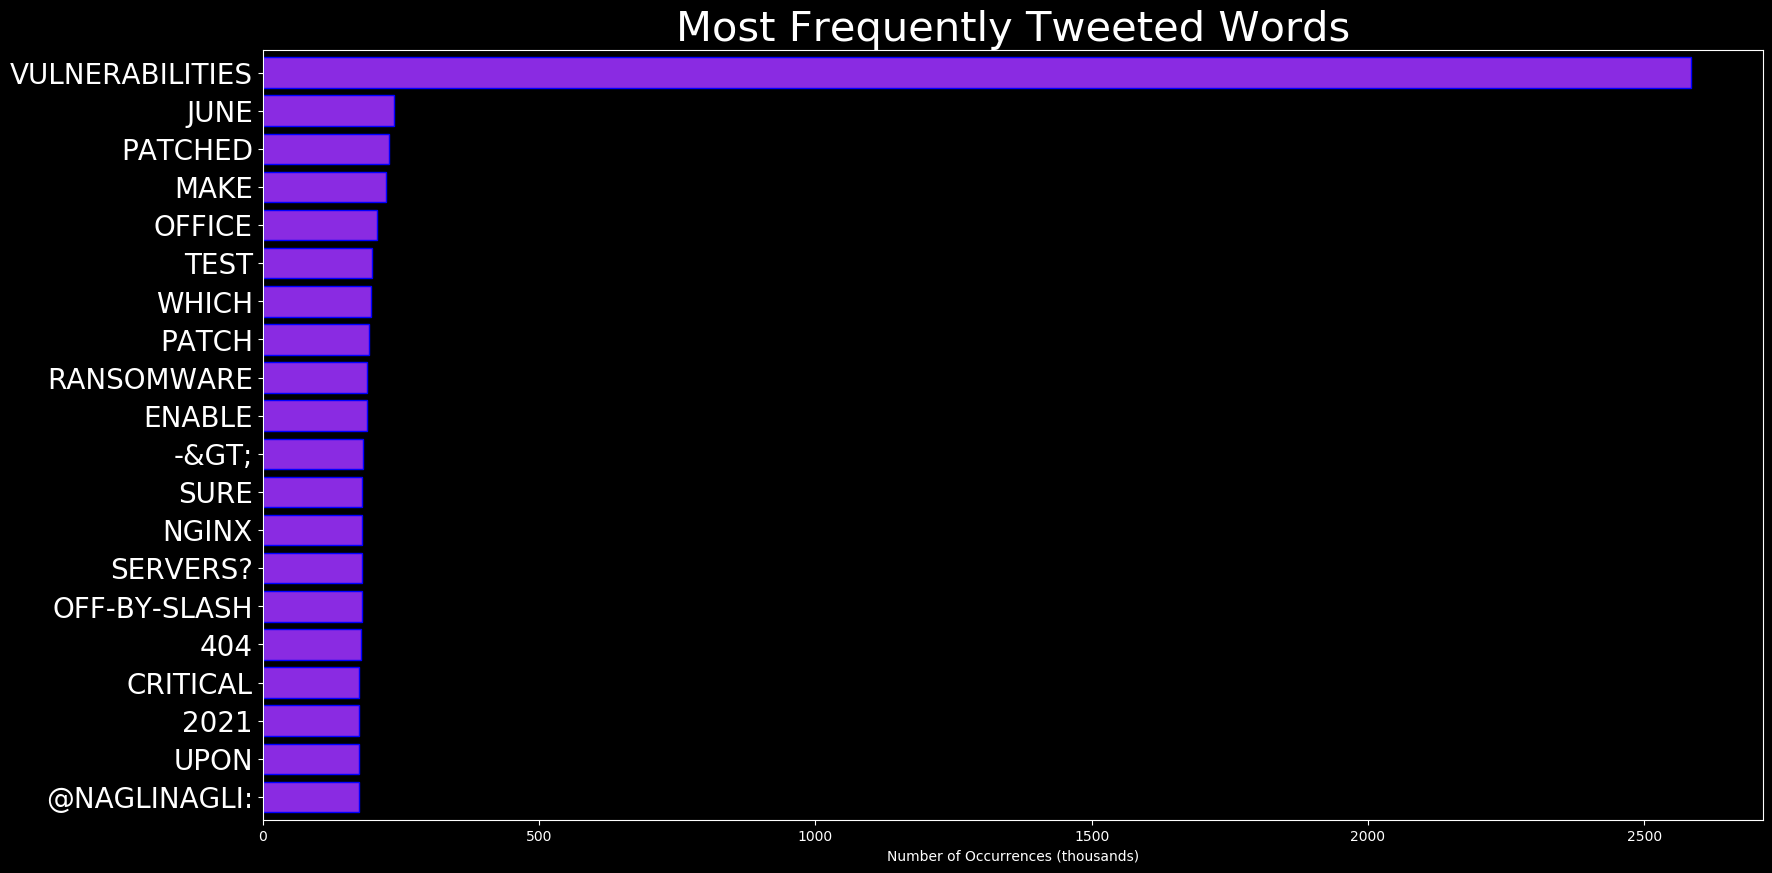 Most Frequently Tweeted Words
VULNERABILITIES
JUNE
PATCHED
MAKE
OFFICE
TEST
WHICH
PATCH
RANSOMWARE
ENABLE
-&GT;
SURE
NGINX
SERVERS?
OFF-BY-SLASH
404
CRITICAL
2021
UPON
@NAGLINAGLI:
0 500 1000 1500 2000 2500
Number of Occurrences (thousands)